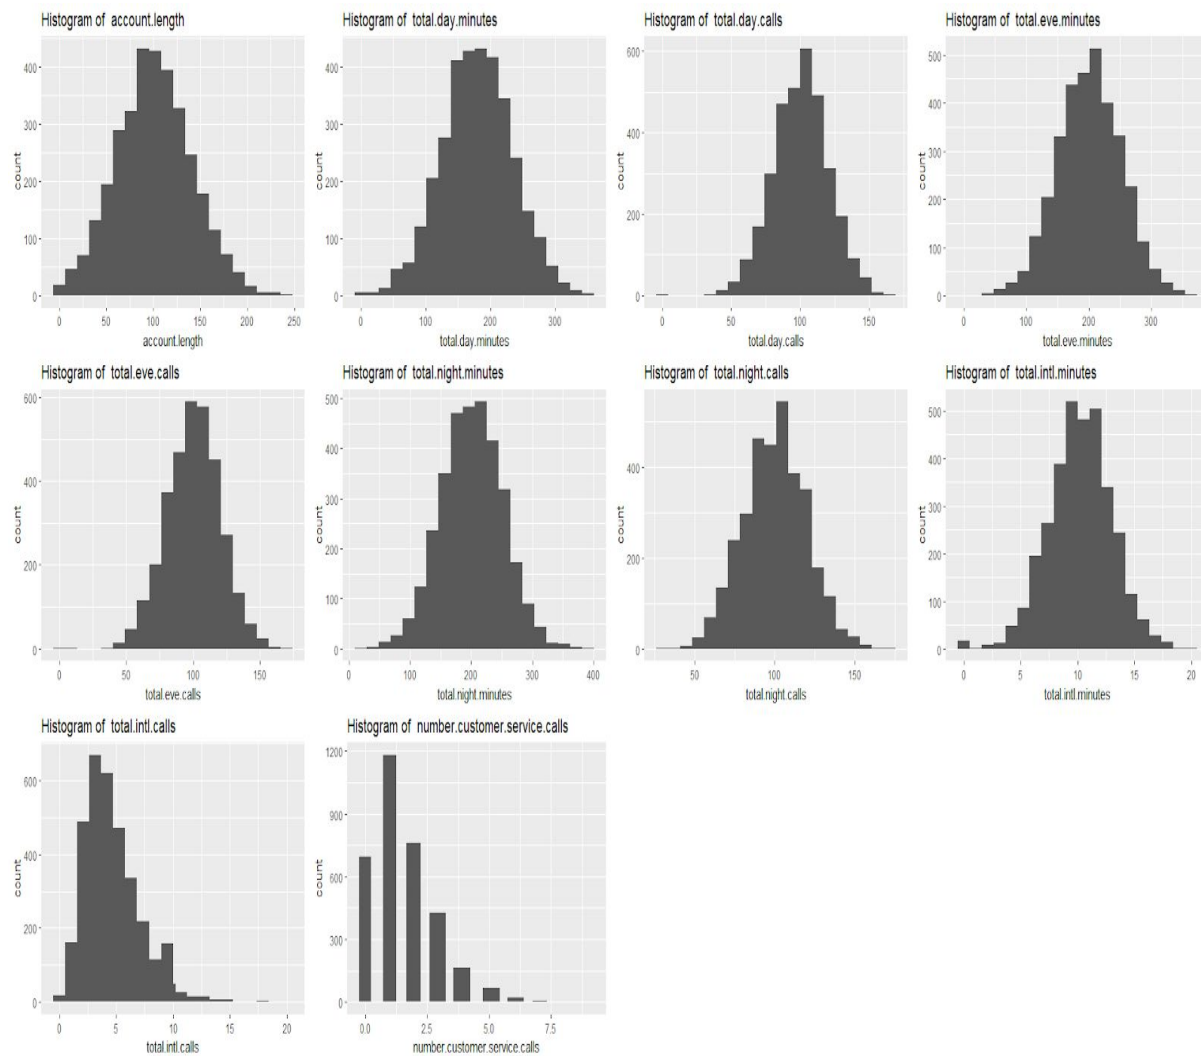 Histogram of account.length
count
400
300
200
100
0
0 50 100 150 200 250
account.length
Histogram of total.day.minutes
count
400
300
200
100
0
0 100 200 300
total.day.minutes
Histogram of total.day.calls
count
600
400
200
0
0 50 100 150
total.day.calls
Histogram of total.eve.minutes
count
500
400
300
200
100
0
0 100 200 300
total.eve.minutes
Histogram of total.eve.calls
count
600
400
200
0
0 50 100 150
total.eve.calls
Histogram of total.night.minutes
count
500
400
300
200
100
0
0 100 200 300 400
total.night.minutes
Histogram of total.night.calls
count
400
200
0
50 100 150
total.night.calls
Histogram of total.intl.minutes
count
500
400
300
200
100
0
0 5 10 15 20
total.intl.minutes
Histogram of total.intl.calls
count
600
400
200
0
0 5 10 15 20
total.intl.calls
Histogram of number.customer.service.calls
count
1200
900
600
300
0
0.0 2.5 5.0 7.5
number.customer.service.calls